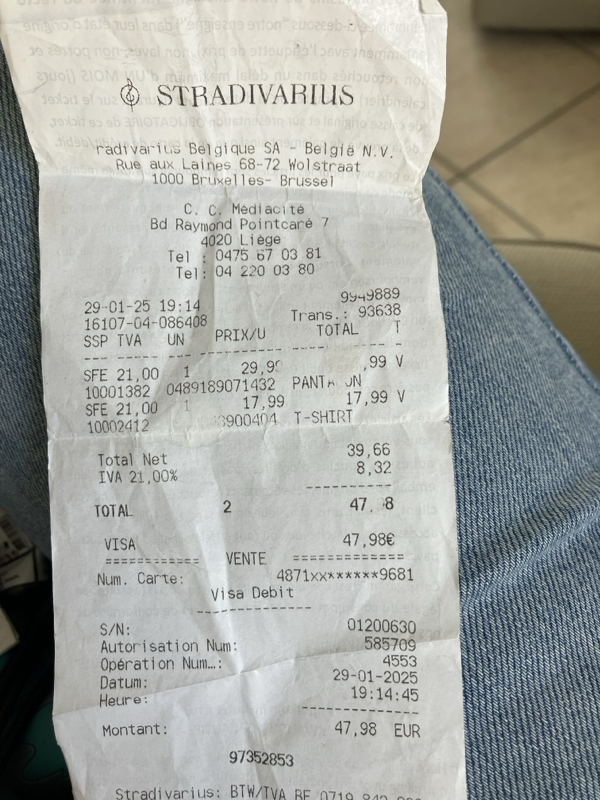 STRADIVARIUS
radivarius Belgique SA - België N.V.
Rue aux Laines 68-72 Wolstraat
1000 Bruxelles- Brussel
C. C. Médiacité
Bd Raymond Pointcaré 7
4020 Liège
Tel : 0475 67 03 81
Tel: 04 220 03 80
9949889
29-01-25 19:14
Trans.: 93638
16107-04-086408
SSP TVA UN PRIX/U TOTAL T
SFE 21,00 1 29,99 ,99 V
10001382 0489189071432
SFE 21,00 1 17,99 17,99 V
10002412 T-SHIRT
Total Net 39,66
IVA 21,00% 8,32
TOTAL 2
VISA 47,98€
VENTE
Num. Carte: 4871xx******9681
Visa Debit
S/N: 01200630
Autorisation Num: 585709
Opération Num…: 4553
Datum: 29-01-2025
Heure: 19:14:45
Montant: 47,98 EUR
97352853
Stradivarius: BTW/TVA BE